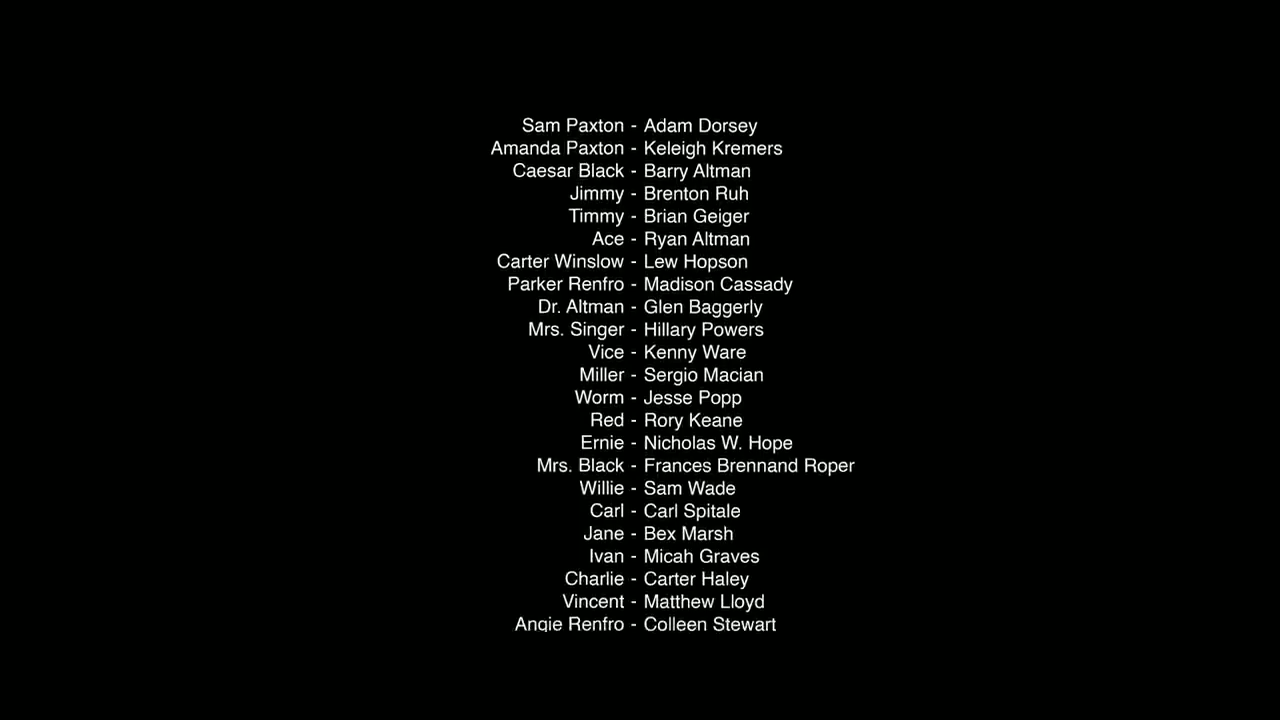 Sam Paxton - Adam Dorsey
Amanda Paxton - Keleigh Kremers
Caesar Black - Barry Altman
Jimmy - Brenton Ruh
Timmy - Brian Geiger
Ace - Ryan Altman
Carter Winslow - Lew Hopson
Parker Renfro - Madison Cassady
Dr. Altman - Glen Baggerly
Mrs. Singer - Hillary Powers
Vice - Kenny Ware
Miller - Sergio Macian
Worm - Jesse Popp
Red - Rory Keane
Ernie - Nicholas W. Hope
Mrs. Black - Frances Brennand Roper
Willie - Sam Wade
Carl - Carl Spitale
Jane - Bex Marsh
Ivan - Micah Graves
Charlie - Carter Haley
Vincent - Matthew Lloyd
Angie Renfro - Colleen Stewart